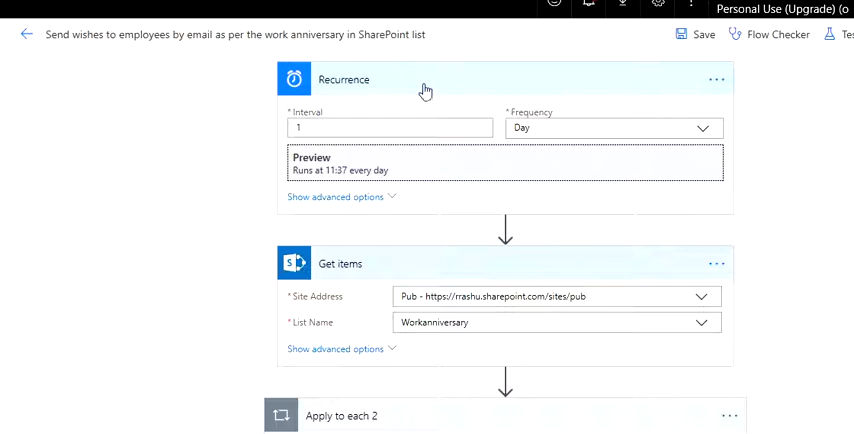 Personal Use (Upgrade) (o
Send wishes to employees by email as per the work anniversary in SharePoint list
Save
Flow Checker
Tes
Recurrence
* Interval
* Frequency
1
Day
Preview
Runs at 11:37 every day
Show advanced options
S
Get items
* Site Address
Pub - https://rrashu.sharepoint.com/sites/pub
* List Name
Workanniversary
Show advanced options
Apply to each 2